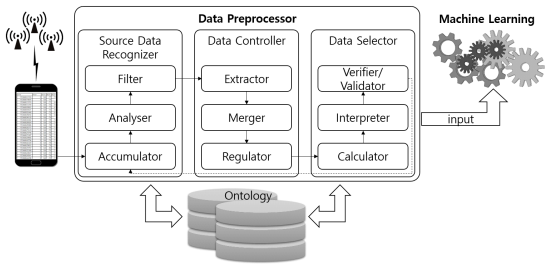 Data Preprocessor
Machine Learning
Source Data
Recognizer
Data Controller
Data Selector
Filter
Extractor
Verifier/
Validator
Analyser
Merger
Interpreter
Accumulator
Regulator
Calculator
input
Ontology